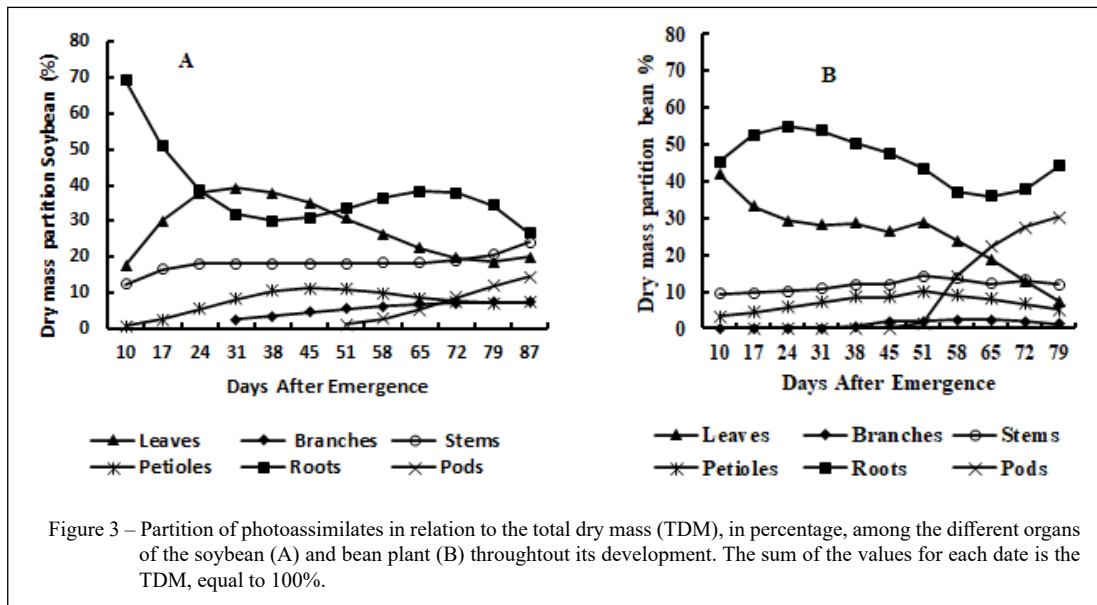 A
Dry mass partition Soybean (%)
80
70
60
50
40
30
20
10
0
10 17 24 31 38 45 51 58 65 72 79 87
Days After Emergence
Leaves Branches Stems
Petioles Roots Pods
B
Dry mass partition bean %
80
70
60
50
40
30
20
10
0
10 17 24 31 38 45 51 58 65 72 79
Days After Emergence
Leaves Branches Stems
Petioles Roots Pods
Figure 3 – Partition of photoassimilates in relation to the total dry mass (TDM), in percentage, among the different organs
of the soybean (A) and bean plant (B) throughtout its development. The sum of the values for each date is the
TDM, equal to 100%.